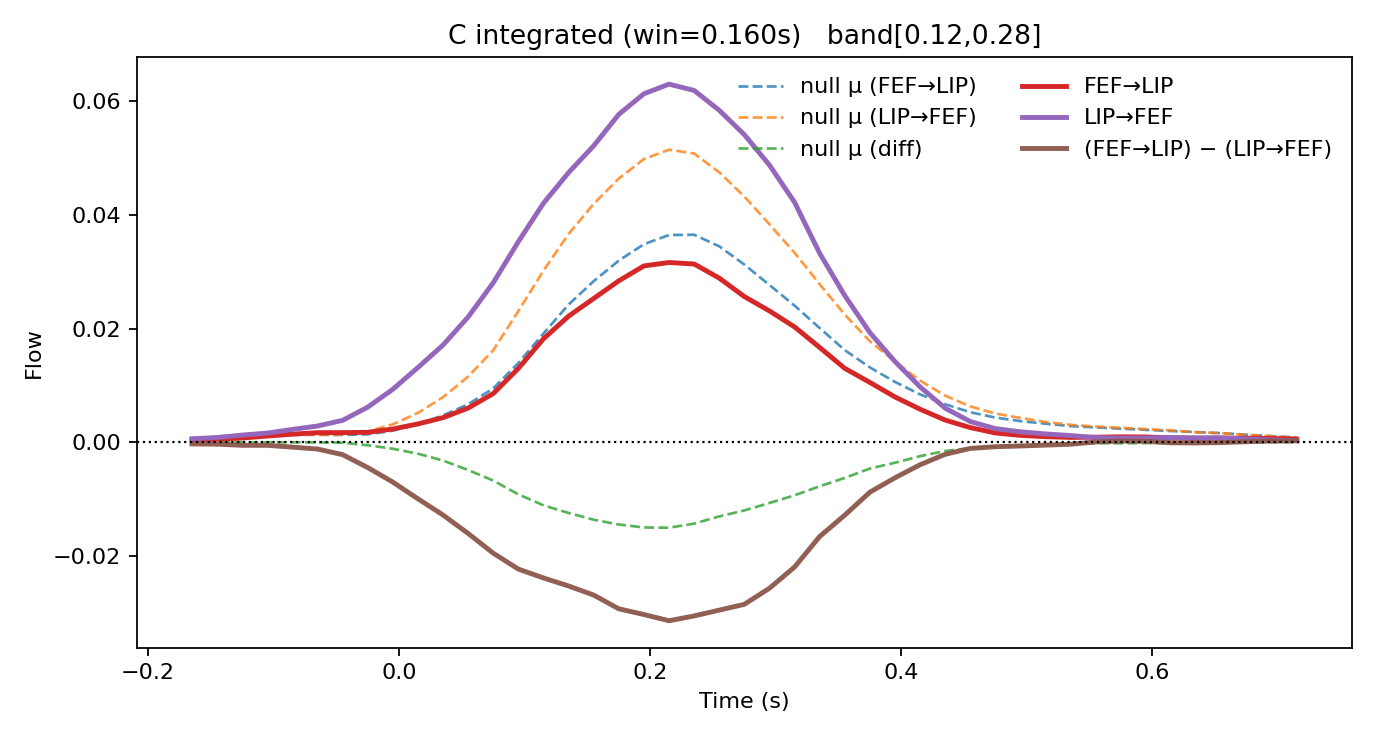 C integrated (win=0.160s)   band[0.12,0.28]
null μ (FEF→LIP)
null μ (LIP→FEF)
null μ (diff)
FEF→LIP
LIP→FEF
(FEF→LIP) − (LIP→FEF)
Flow
0.06
0.04
0.02
0.00
−0.02
−0.2
0.0
0.2
0.4
0.6
Time (s)